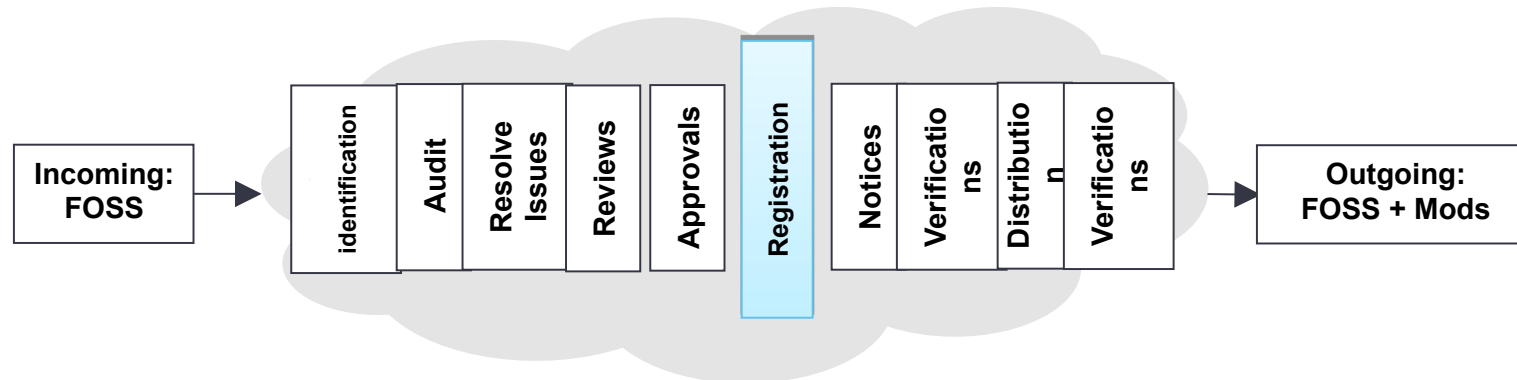 Incoming:
FOSS
identification
Audit
Resolve
Issues
Reviews
Approvals
Registration
Notices
Verificatio
ns
Distributio
n
Verificatio
ns
Outgoing:
FOSS + Mods